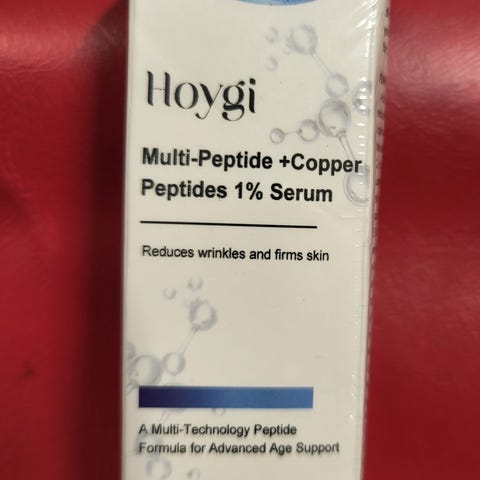 Hoygi
Multi-Peptide +Copper
Peptides 1% Serum
Reduces wrinkles and firms skin
A Multi-Technology Peptide
Formula for Advanced Age Support